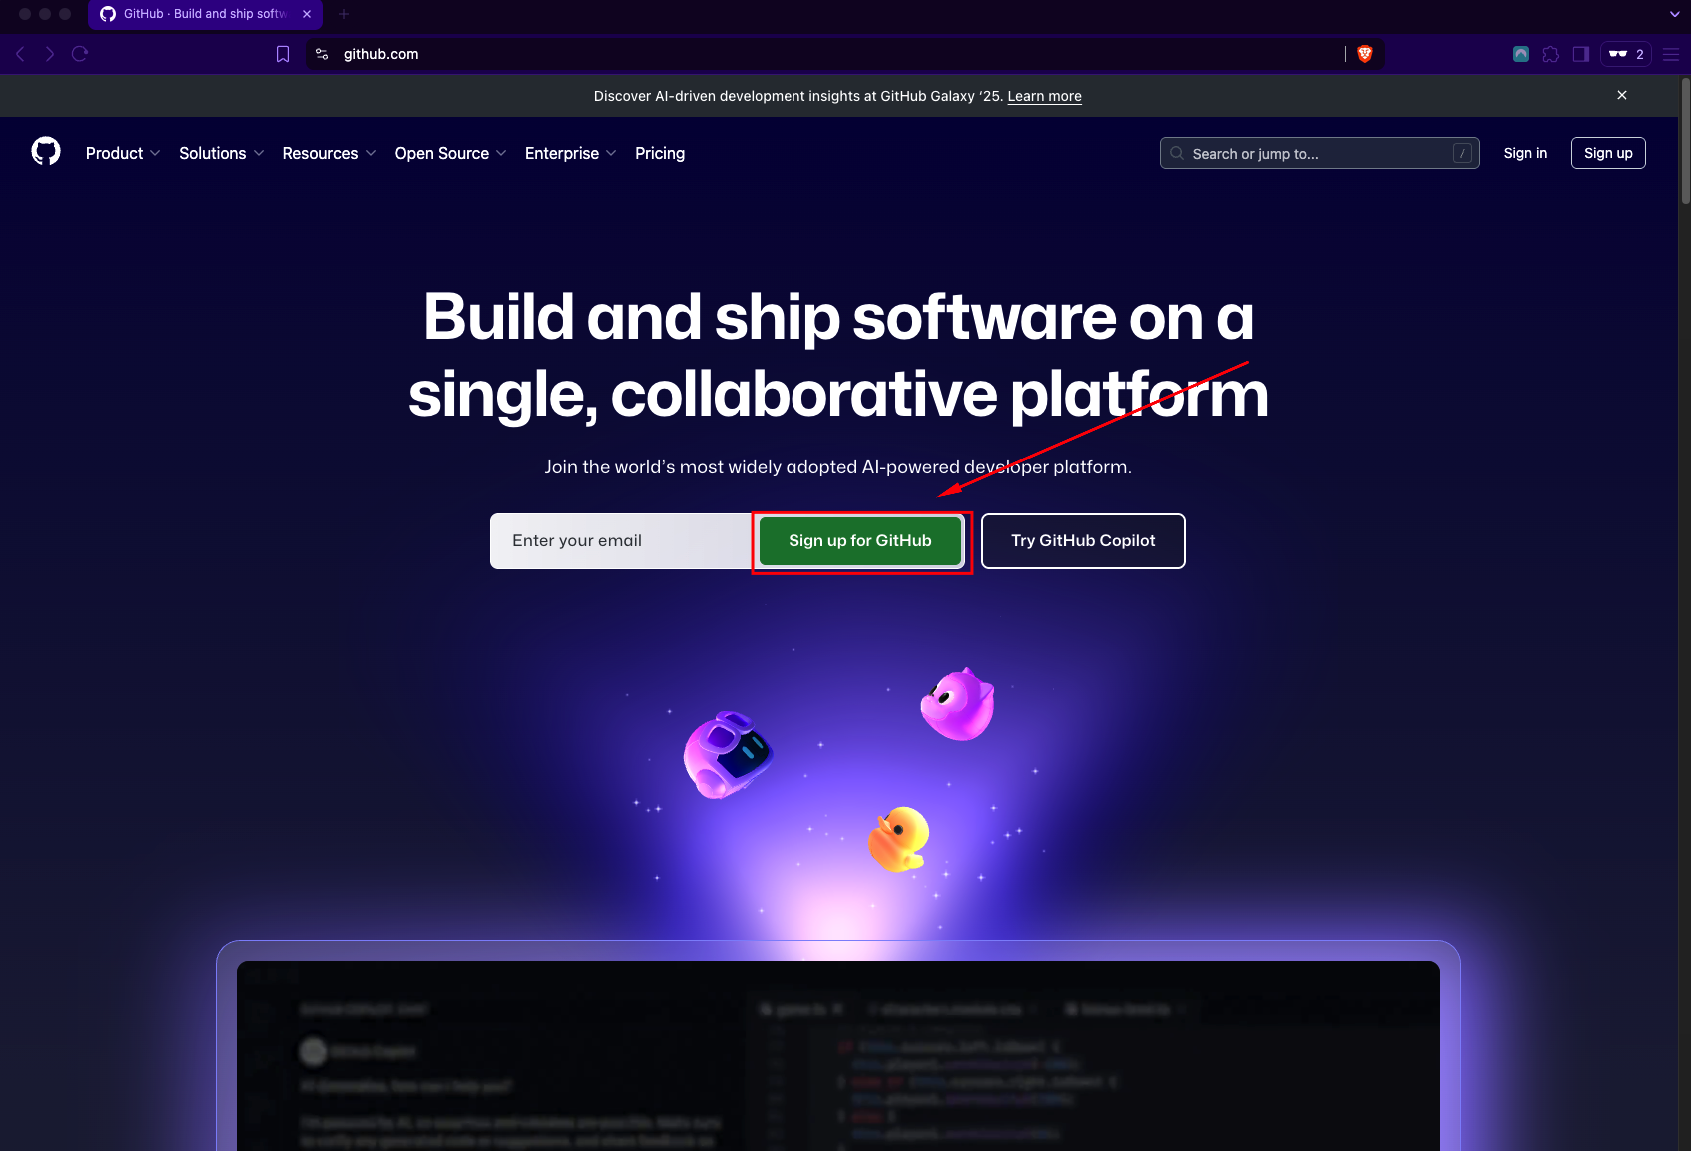 GitHub · Build and ship softw
github.com
2
Discover AI-driven development insights at GitHub Galaxy ‘25. Learn more
Product Solutions Resources Open Source Enterprise Pricing Search or jump to... / Sign in Sign up
Build and ship software on a
single, collaborative platform
Join the world’s most widely adopted AI-powered developer platform.
Enter your email Sign up for GitHub Try GitHub Copilot
GitHub Copilot